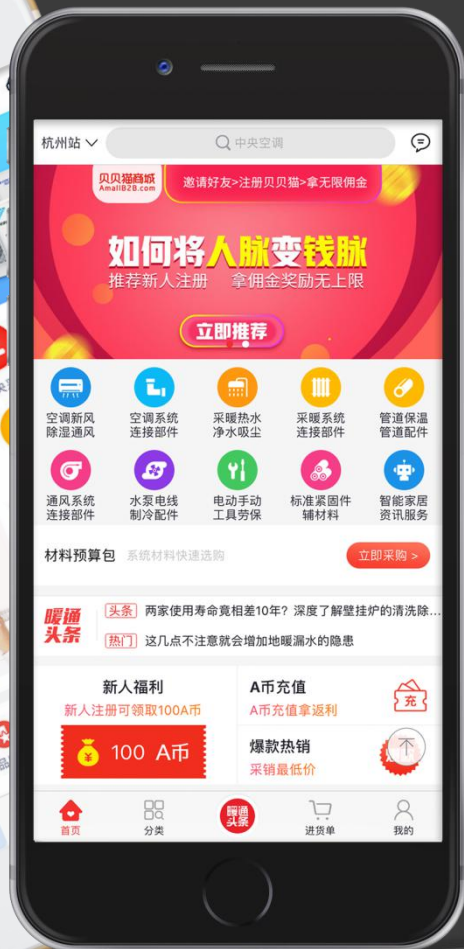 杭州站
中央空调
贝贝猫商城
AmallB2B.com
邀请好友>注册贝贝猫>拿无限佣金
如何将人脉变钱脉
推荐新人注册 拿佣金奖励无上限
立即推荐
空调新风
除湿通风
空调系统
连接部件
采暖热水
净水吸尘
采暖系统
连接部件
管道保温
管道配件
通风系统
连接部件
水泵电线
制冷配件
电动手动
工具劳保
标准紧固件
辅材料
智能家居
资讯服务
材料预算包 系统材料快速选购
立即采购 >
暖通
头条
头条 两家使用寿命竟相差10年？深度了解壁挂炉的清洗除...
热门 这几点不注意就会增加地暖漏水的隐患
新人福利
新人注册可领取100A币
100 A币
A币充值
A币充值拿返利
充
爆款热销
采销最低价
首页
分类
暖通
头条
进货单
我的